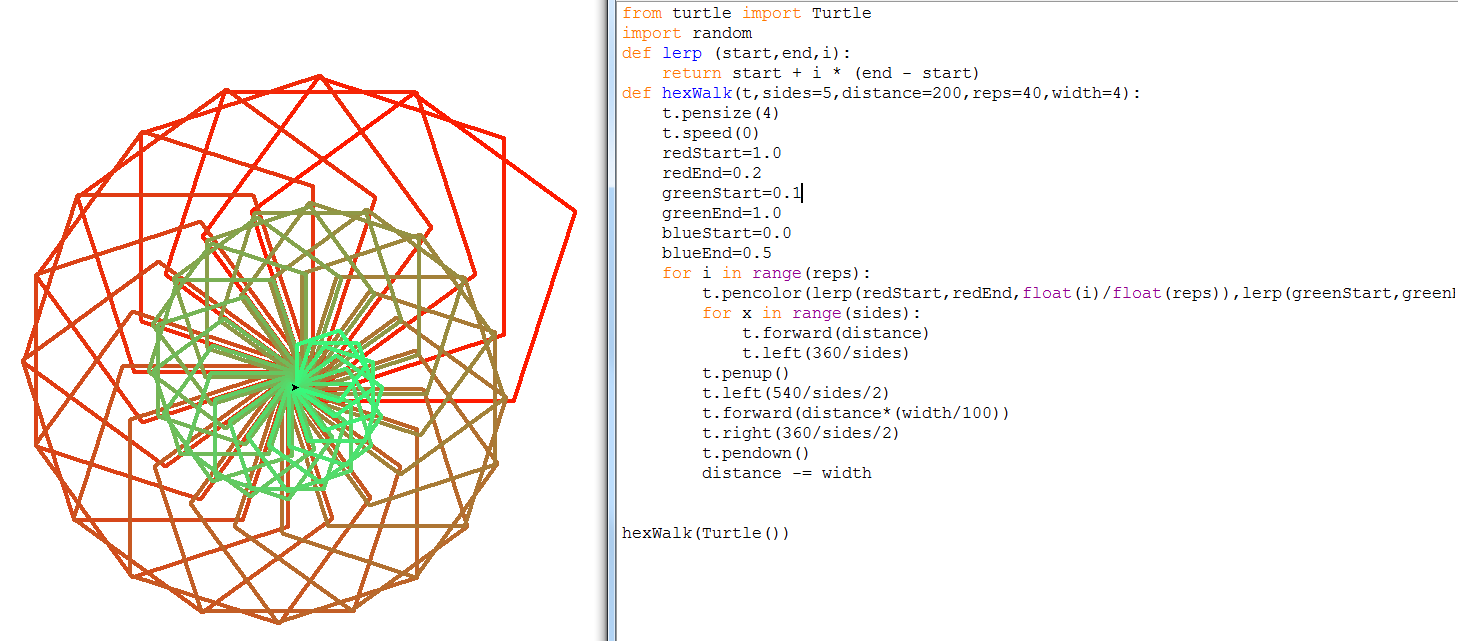 from turtle import Turtle
import random
def lerp (start,end,i):
    return start + i * (end - start)
def hexWalk(t,sides=5,distance=200,reps=40,width=4):
    t.pensize(4)
    t.speed(0)
    redStart=1.0
    redEnd=0.2
    greenStart=0.1
    greenEnd=1.0
    blueStart=0.0
    blueEnd=0.5
    for i in range(reps):
        t.pencolor(lerp(redStart,redEnd,float(i)/float(reps)),lerp(greenStart,green
        for x in range(sides):
            t.forward(distance)
            t.left(360/sides)
        t.penup()
        t.left(540/sides/2)
        t.forward(distance*(width/100))
        t.right(360/sides/2)
        t.pendown()
        distance -= width
hexWalk(Turtle())